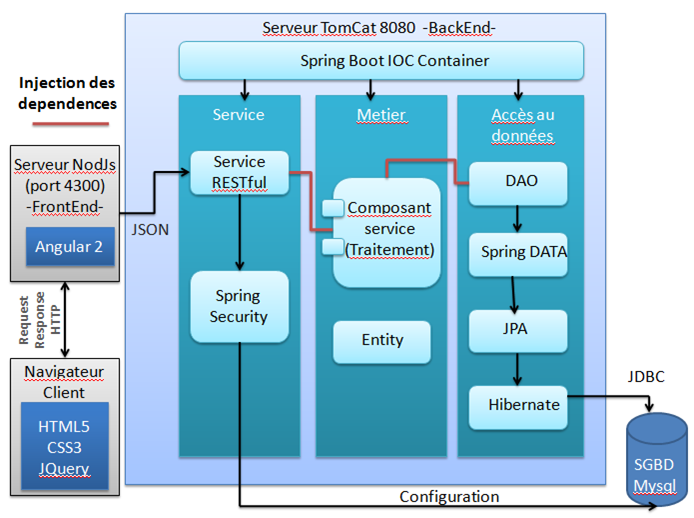 Serveur TomCat 8080 -BackEnd-
Spring Boot IOC Container
Injection des
dependences
Service
Metier
Accès au
données
Serveur NodJs
(port 4300)
-FrontEnd-
Angular 2
JSON
Service
RESTful
Composant
service
(Traitement)
DAO
Spring DATA
Spring
Security
Entity
JPA
Hibernate
Request
Response
HTTP
Navigateur
Client
HTML5
CSS3
JQuery
JDBC
SGBD
Mysql
Configuration